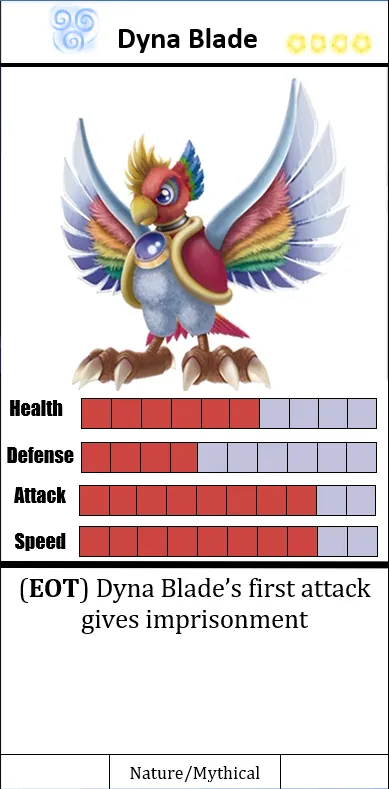 Dyna Blade
Health
Defense
Attack
Speed
(EOT) Dyna Blade’s first attack
gives imprisonment
Nature/Mythical